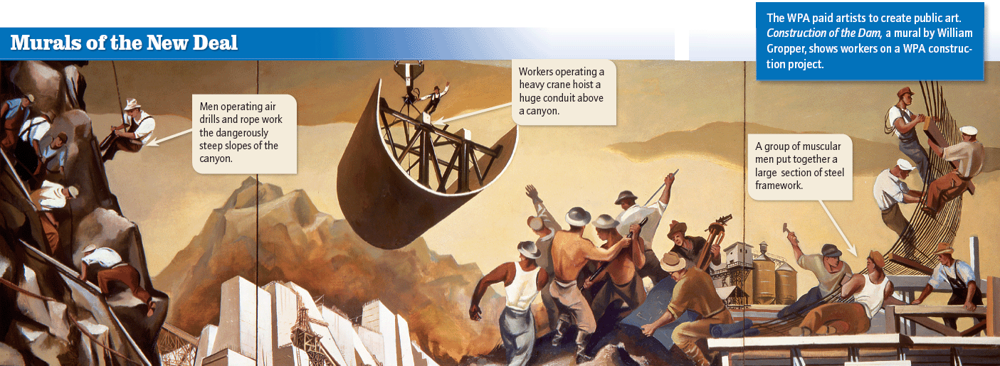 Murals of the New Deal
The WPA paid artists to create public art.
Construction of the Dam, a mural by William
Gropper, shows workers on a WPA construc-
tion project.
Men operating air
drills and rope work
the dangerously
steep slopes of the
canyon.
Workers operating a
heavy crane hoist a
huge conduit above
a canyon.
A group of muscular
men put together a
large section of steel
framework.